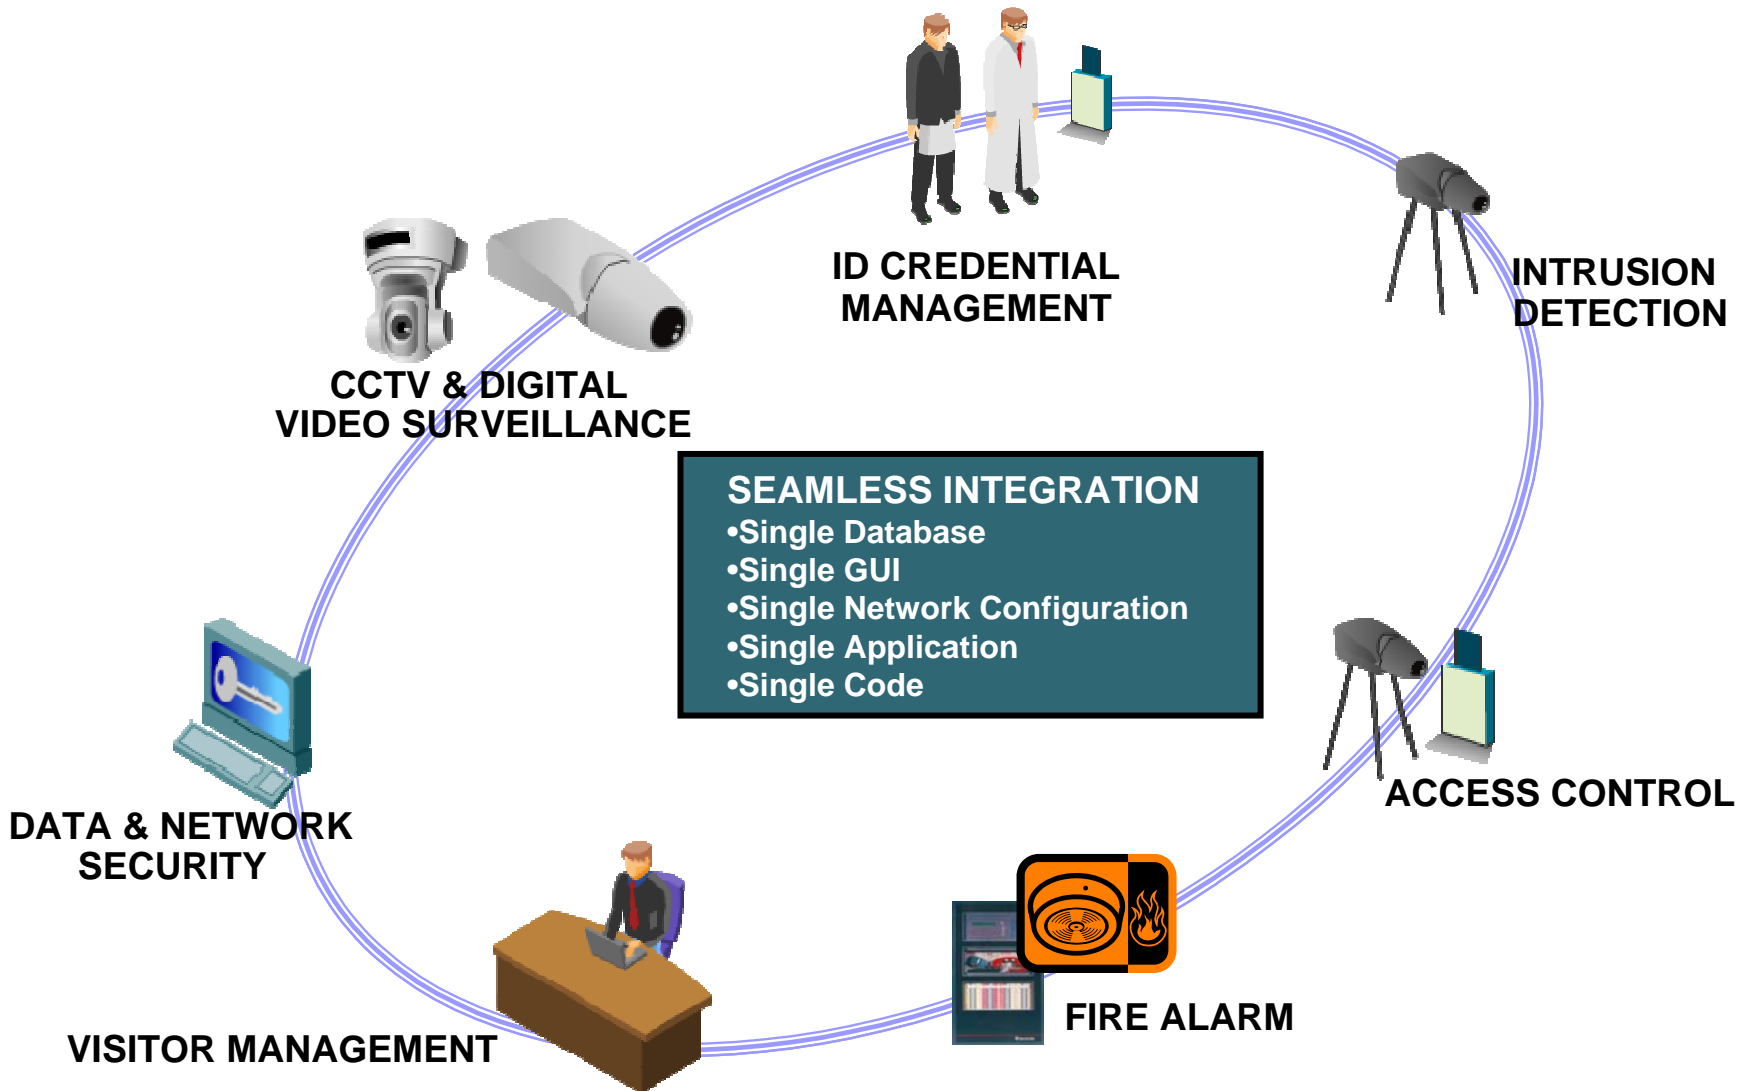 ID CREDENTIAL
MANAGEMENT
INTRUSION
DETECTION
CCTV & DIGITAL
VIDEO SURVEILLANCE
SEAMLESS INTEGRATION
•Single Database
•Single GUI
•Single Network Configuration
•Single Application
•Single Code
ACCESS CONTROL
DATA & NETWORK
SECURITY
FIRE ALARM
VISITOR MANAGEMENT